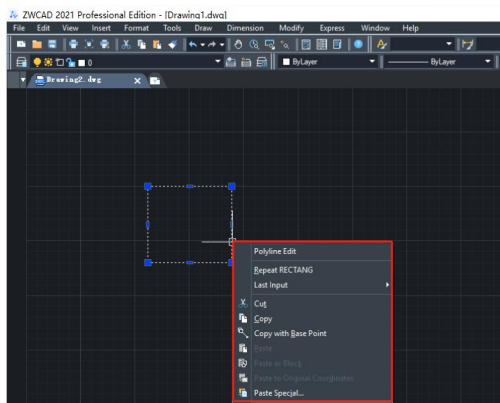 ZWCAD 2021 Professional Edition - [Drawing1.dwg]
File Edit View Insert Format Tools Draw Dimension Modify Express Window Help
0 ByLayer ByLayer
Drawing2.dwg
Polyline Edit
Repeat RECTANG
Last Input
Cut
Copy
Copy with Base Point
Paste
Paste as Block
Paste to Original Coordinates
Paste Special...